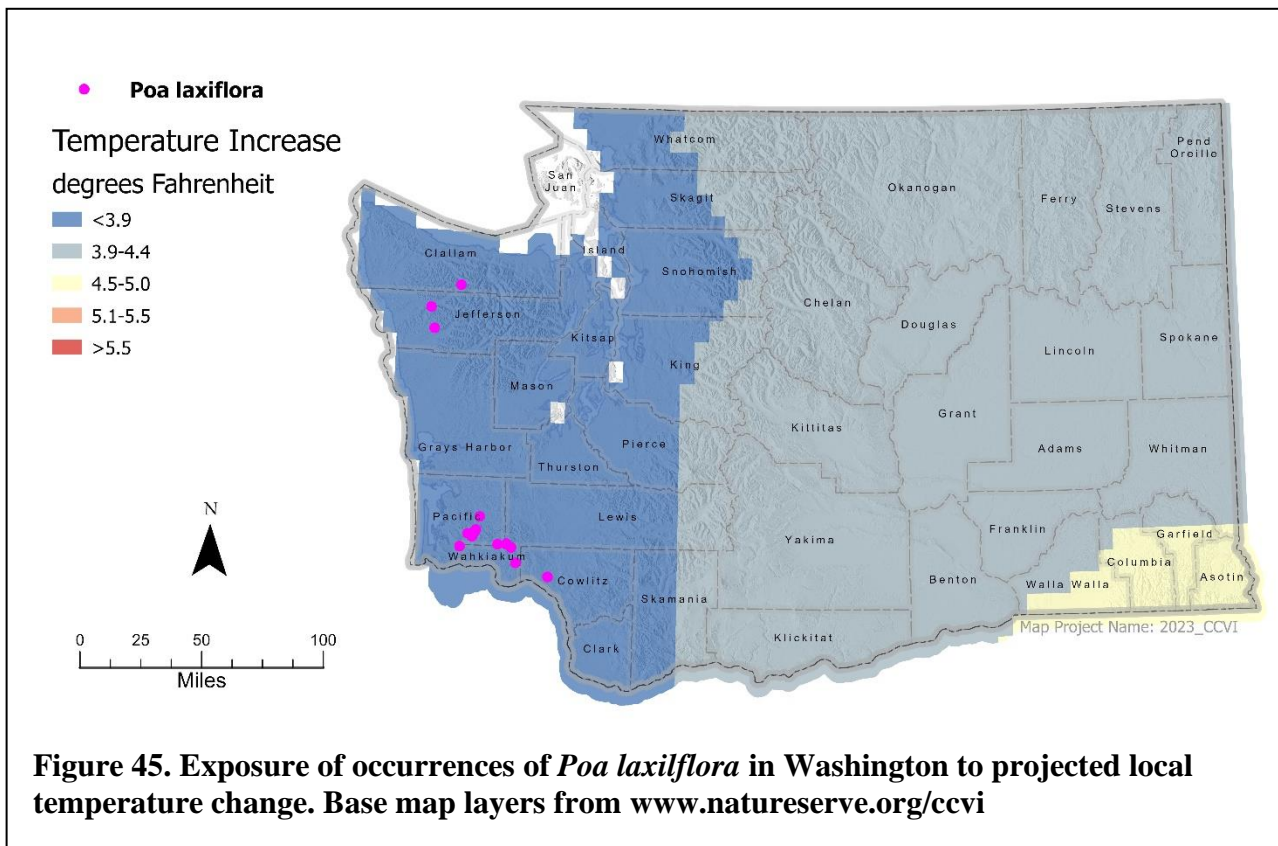 Poa laxiflora
Temperature Increase
degrees Fahrenheit
<3.9
3.9-4.4
4.5-5.0
5.1-5.5
>5.5
Whatcom
Pend
Oreille
San
Juan
Okanogan
Ferry
Stevens
Skagit
Island
Clallam
Snohomish
Chelan
Jefferson
Douglas
Kitsap
Lincoln
Spokane
King
Mason
Grant
Kittitas
Grays Harbor
Pierce
Adams
Whitman
Thurston
Pacific
Lewis
Franklin
Garfield
Yakima
Columbia
Wahkiakum
Cowlitz
Benton
Walla Walla
Asotin
Skamania
Klickitat
Clark
Map Project Name: 2023_CCVI
N
0 25 50 100
Miles
Figure 45. Exposure of occurrences of Poa laxilflora in Washington to projected local
temperature change. Base map layers from www.natureserve.org/ccvi